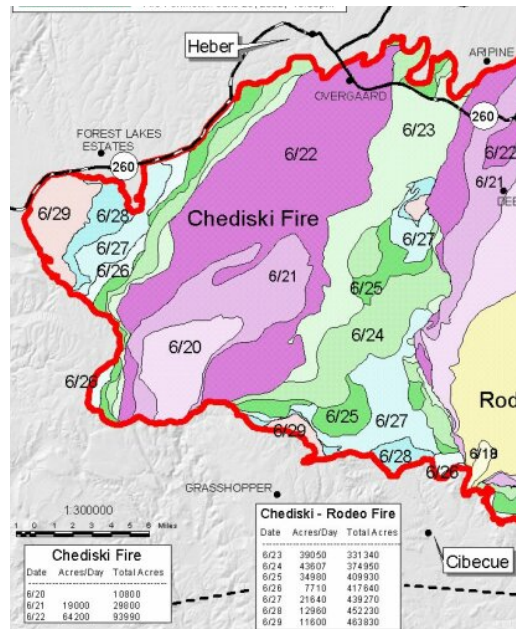 Heber
ARIPINE
OVERGAARD
260
FOREST LAKES
ESTATES
260
6/23
6/22
6/22
6/21
6/29
6/28
6/27
6/26
Chediski Fire
6/27
6/21
6/25
6/24
6/20
6/26
6/25
6/27
6/29
6/28
6/26
6/18
GRASSHOPPER
1:300000
1 0 1 2 3 4 5 6 Miles
Cibecue
Chediski Fire
Date Acres/Day Total Acres
6/20 10800
6/21 19000 29800
6/22 64200 93990
Chediski - Rodeo Fire
Date Acres/Day Total Acres
6/23 39050 331340
6/24 43607 374950
6/25 34980 409930
6/26 7710 417640
6/27 21640 439270
6/28 12960 452230
6/29 11600 463830